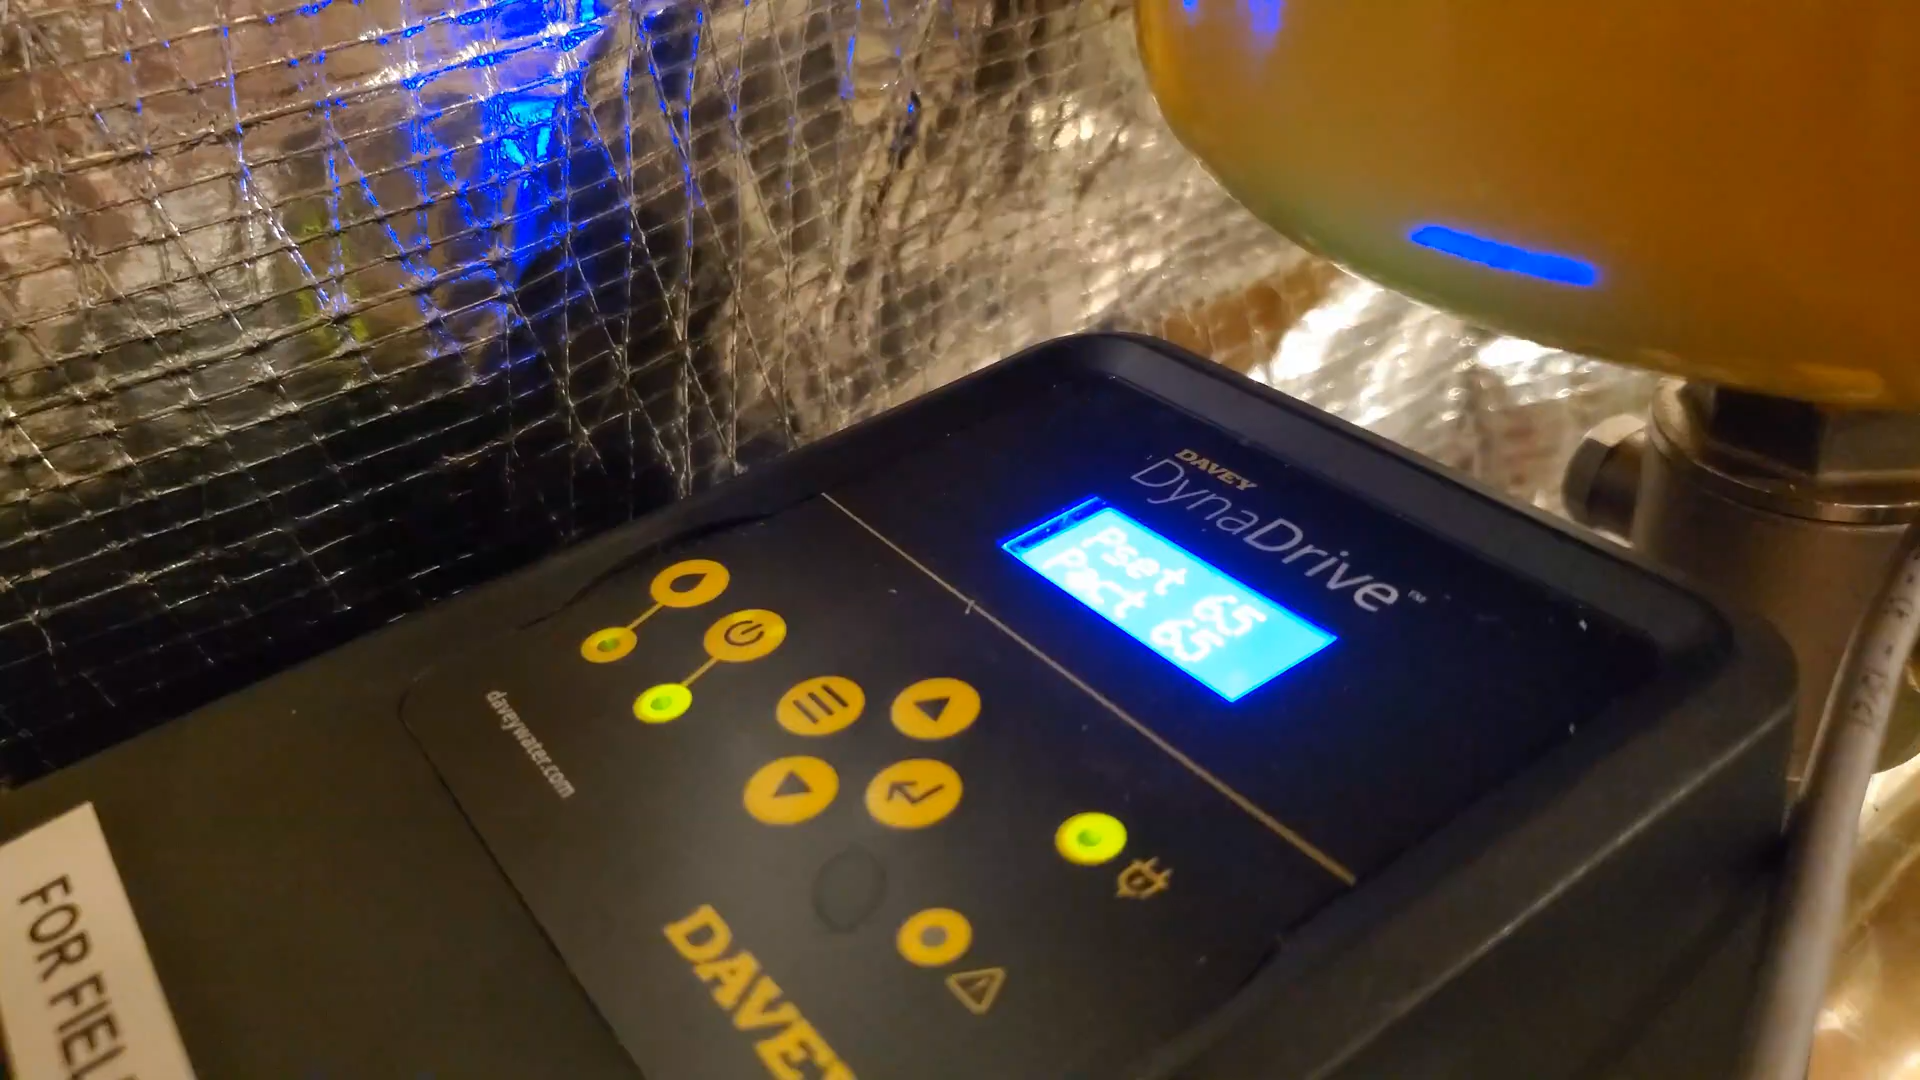 DAVEY
DynaDrive™
Pset 65
Pact 65
daveywater.com
DAVEY
FOR FIEL